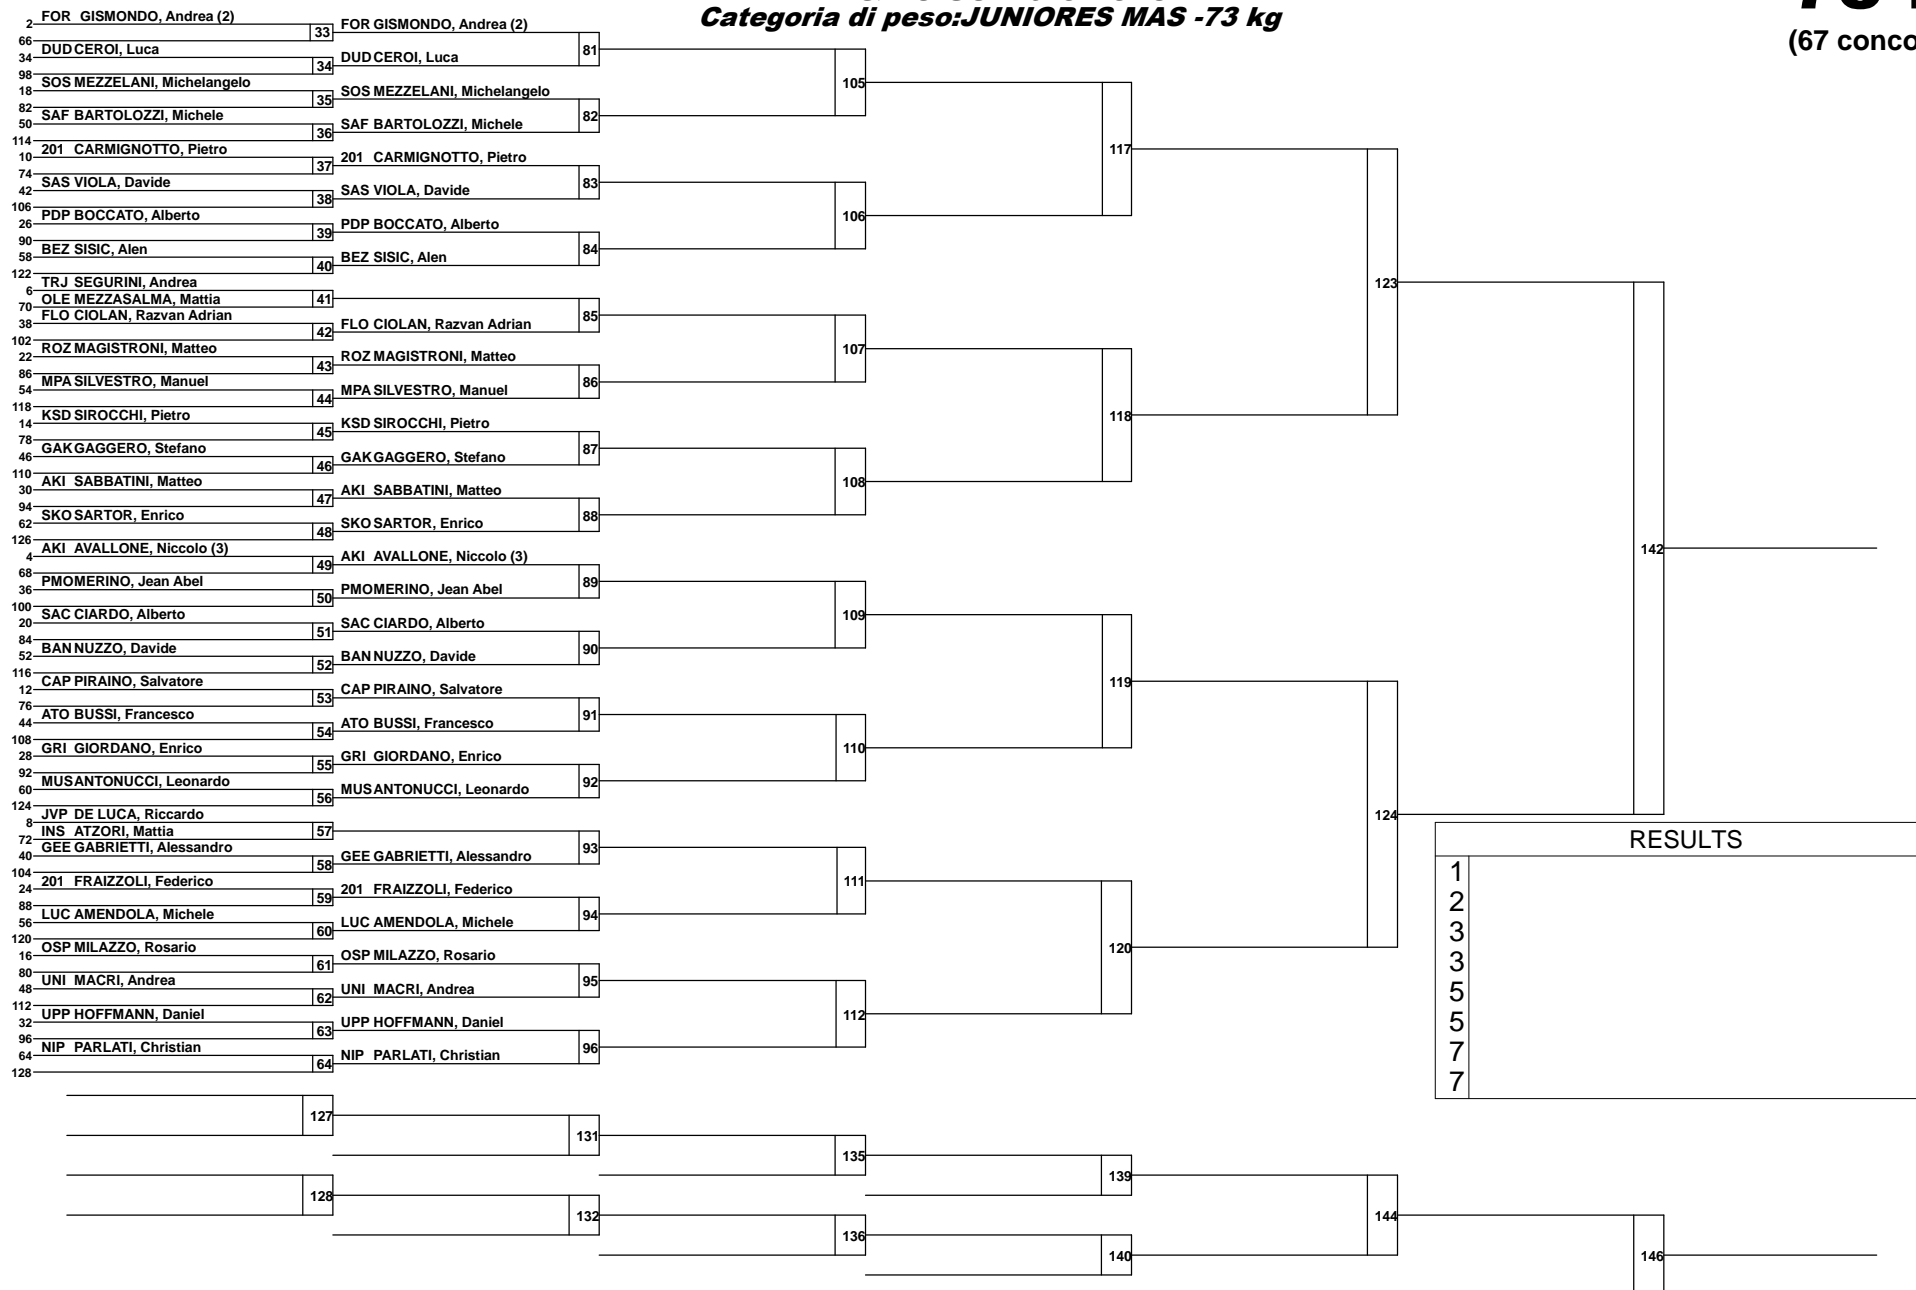 Categoria di peso:JUNIORES MAS -73 kg
(67 conco
2 FOR GISMONDO, Andrea (2)
33 FOR GISMONDO, Andrea (2)
66
81
34 DUD CEROI, Luca
34 DUD CEROI, Luca
98
105
18 SOS MEZZELANI, Michelangelo
35 SOS MEZZELANI, Michelangelo
82
82
50 SAF BARTOLOZZI, Michele
36 SAF BARTOLOZZI, Michele
114
117
10 201 CARMIGNOTTO, Pietro
37 201 CARMIGNOTTO, Pietro
74
83
42 SAS VIOLA, Davide
38 SAS VIOLA, Davide
106
106
26 PDP BOCCATO, Alberto
39 PDP BOCCATO, Alberto
90
84
58 BEZ SISIC, Alen
40 BEZ SISIC, Alen
122
123
6 TRJ SEGURINI, Andrea
41
70 OLE MEZZASALMA, Mattia
85
38 FLO CIOLAN, Razvan Adrian
42 FLO CIOLAN, Razvan Adrian
102
107
22 ROZ MAGISTRONI, Matteo
43 ROZ MAGISTRONI, Matteo
86
86
54 MPA SILVESTRO, Manuel
44 MPA SILVESTRO, Manuel
118
118
14 KSD SIROCCHI, Pietro
45 KSD SIROCCHI, Pietro
78
87
46 GAK GAGGERO, Stefano
46 GAK GAGGERO, Stefano
110
108
30 AKI SABBATINI, Matteo
47 AKI SABBATINI, Matteo
94
88
62 SKO SARTOR, Enrico
48 SKO SARTOR, Enrico
126
142
4 AKI AVALLONE, Niccolo (3)
49 AKI AVALLONE, Niccolo (3)
68
89
36 PMOMERINO, Jean Abel
50 PMOMERINO, Jean Abel
100
109
20 SAC CIARDO, Alberto
51 SAC CIARDO, Alberto
84
90
52 BAN NUZZO, Davide
52 BAN NUZZO, Davide
116
119
12 CAP PIRAINO, Salvatore
53 CAP PIRAINO, Salvatore
76
91
44 ATO BUSSI, Francesco
54 ATO BUSSI, Francesco
108
110
28 GRI GIORDANO, Enrico
55 GRI GIORDANO, Enrico
92
92
60 MUSANTONUCCI, Leonardo
56 MUSANTONUCCI, Leonardo
124
124
8 JVP DE LUCA, Riccardo
57
72 INS ATZORI, Mattia
93
40 GEE GABRIETTI, Alessandro
58 GEE GABRIETTI, Alessandro
104
111
24 201 FRAIZZOLI, Federico
59 201 FRAIZZOLI, Federico
88
94
56 LUC AMENDOLA, Michele
60 LUC AMENDOLA, Michele
120
120
16 OSP MILAZZO, Rosario
61 OSP MILAZZO, Rosario
80
95
48 UNI MACRI, Andrea
62 UNI MACRI, Andrea
112
112
32 UPP HOFFMANN, Daniel
63 UPP HOFFMANN, Daniel
96
96
64 NIP PARLATI, Christian
64 NIP PARLATI, Christian
128
RESULTS
1
2
3
3
5
5
7
7
127
131
135
139
128
132
136
140
144
146